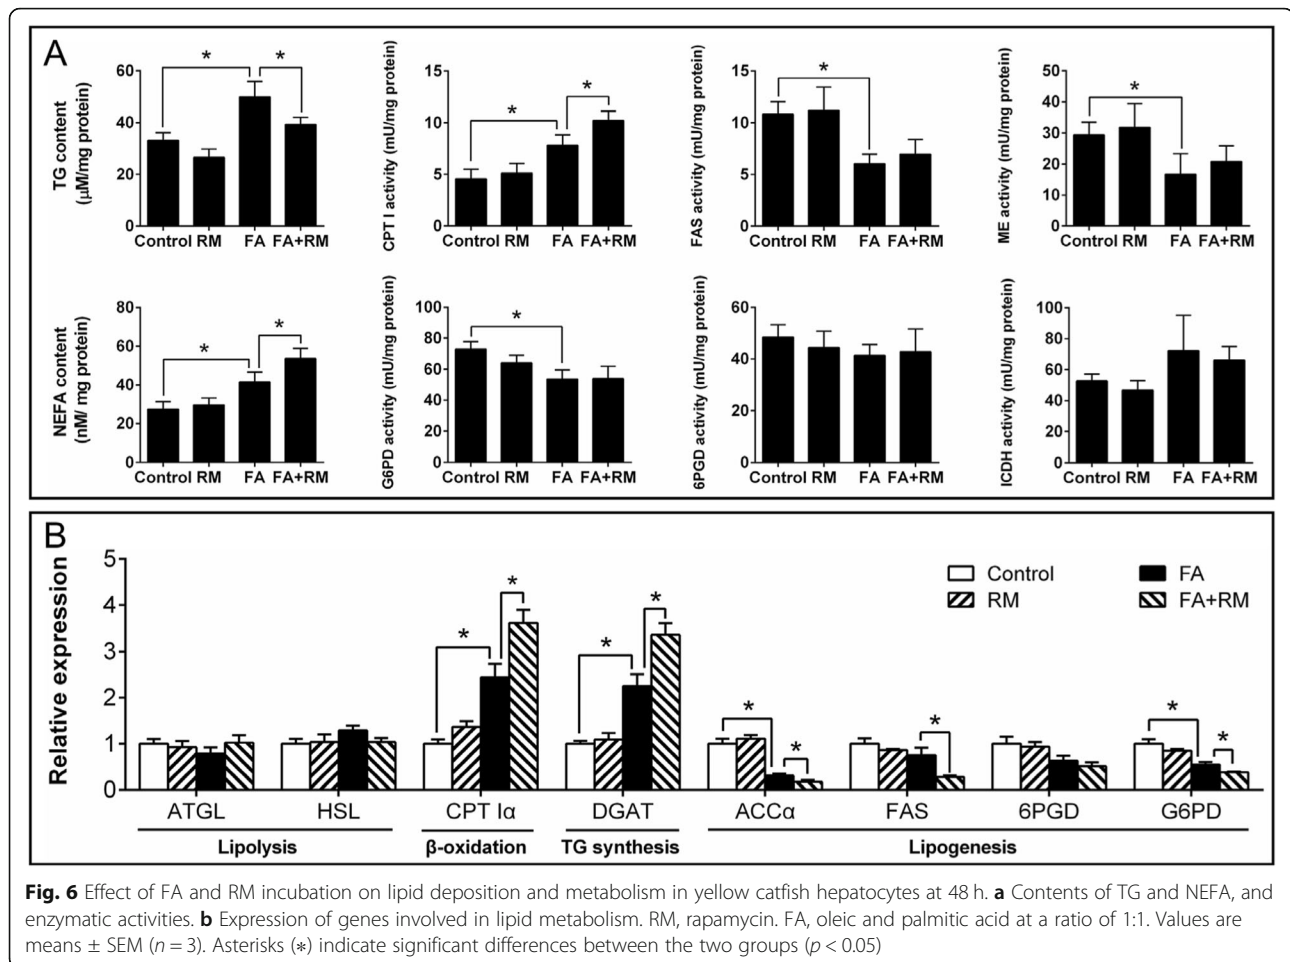 A
TG content
(μM/mg protein)
60
40
20
0
* *
Control RM FA FA+RM
CPT I activity (mU/mg protein)
15
10
5
0
* *
Control RM FA FA+RM
FAS activity (mU/mg protein)
15
10
5
0
*
Control RM FA FA+RM
ME activity (mU/mg protein)
50
40
30
20
10
0
*
Control RM FA FA+RM
NEFA content
(nM/ mg protein)
80
60
40
20
0
* *
Control RM FA FA+RM
G6PD activity (mU/mg protein)
100
80
60
40
20
0
*
Control RM FA FA+RM
6PGD activity (mU/mg protein)
60
40
20
0
Control RM FA FA+RM
ICDH activity (mU/mg protein)
100
80
60
40
20
0
Control RM FA FA+RM
B
Relative expression
5
4
3
2
1
0
Control FA
RM FA+RM
* * * * * * * * *
ATGL HSL CPT Iα DGAT ACCα FAS 6PGD G6PD
Lipolysis β-oxidation TG synthesis Lipogenesis
Fig. 6 Effect of FA and RM incubation on lipid deposition and metabolism in yellow catfish hepatocytes at 48 h. a Contents of TG and NEFA, and
enzymatic activities. b Expression of genes involved in lipid metabolism. RM, rapamycin. FA, oleic and palmitic acid at a ratio of 1:1. Values are
means ± SEM (n = 3). Asterisks (*) indicate significant differences between the two groups (p < 0.05)